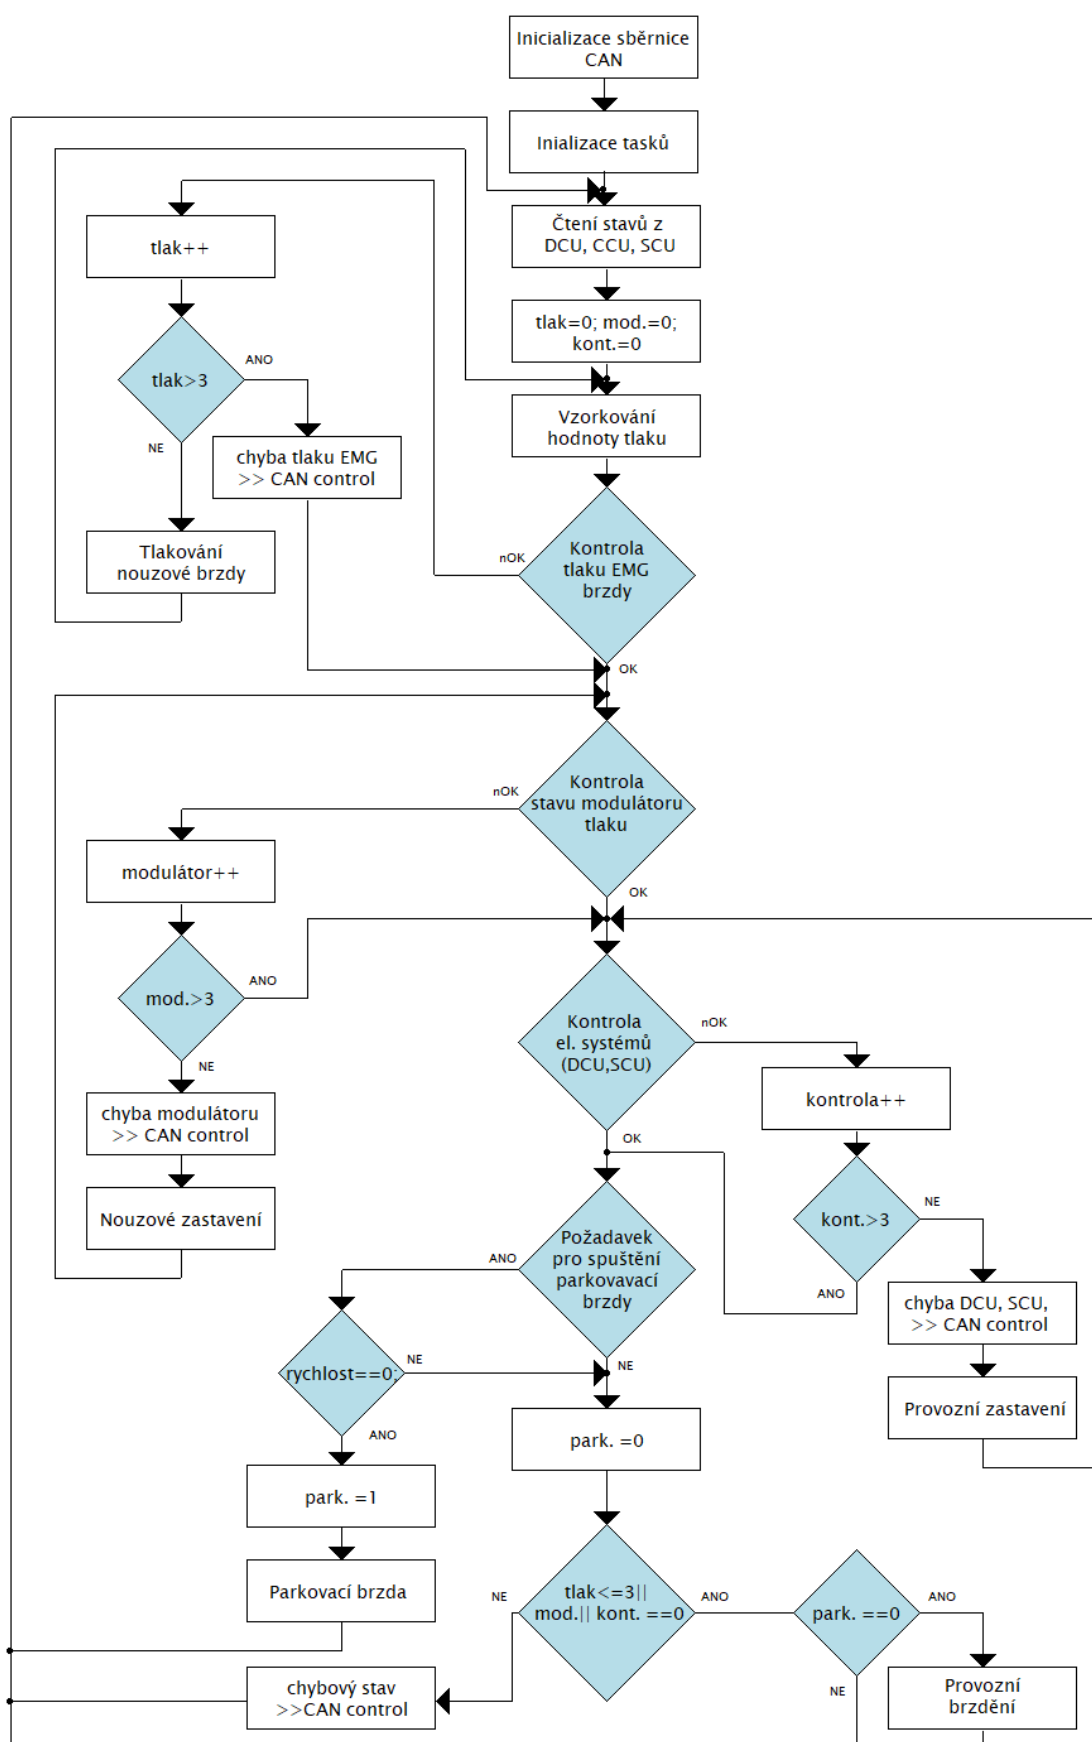 Inicializace sběrnice
CAN
Inializace tasků
Čtení stavů z
DCU, CCU, SCU
tlak=0; mod.=0;
kont.=0
Vzorkování
hodnoty tlaku
Kontrola
tlaku EMG
brzdy
nOK
OK
tlak++
tlak>3
ANO
NE
chyba tlaku EMG
>> CAN control
Tlakování
nouzové brzdy
Kontrola
stavu modulátoru
tlaku
nOK
OK
modulátor++
mod.>3
ANO
NE
chyba modulátoru
>> CAN control
Nouzové zastavení
Kontrola
el. systémů
(DCU,SCU)
nOK
OK
kontrola++
kont.>3
NE
ANO
chyba DCU, SCU,
>> CAN control
Provozní zastavení
Požadavek
pro spuštění
parkovavací
brzdy
ANO
NE
rychlost==0;
NE
ANO
park. =0
park. =1
Parkovací brzda
tlak<=3||
mod.|| kont. ==0
NE
ANO
park. ==0
ANO
NE
chybový stav
>>CAN control
Provozní
brzdění